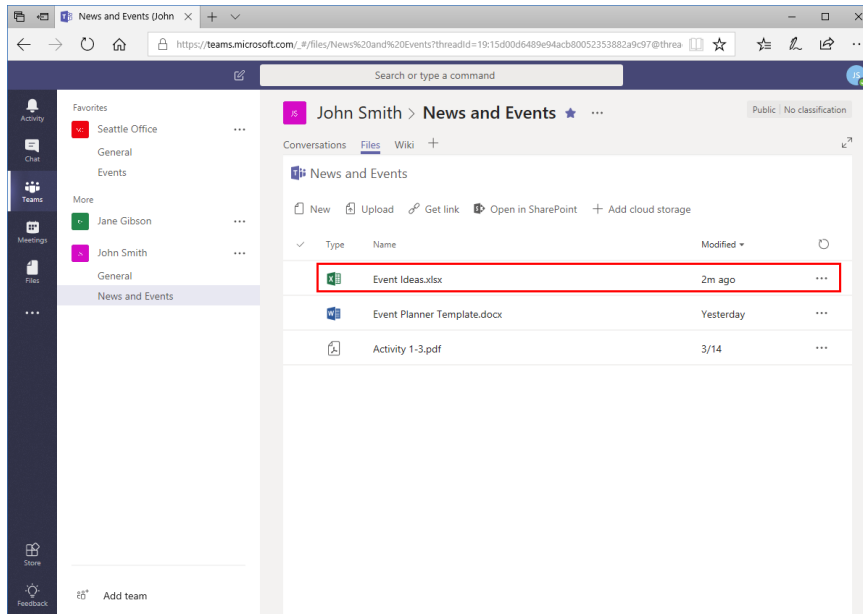 News and Events (John
https://teams.microsoft.com/_#/files/News%20and%20Events?threadId=19:15d00d6489e94acb80052353882a9c97@threa
Search or type a command
JS
Activity
Chat
Teams
Meetings
Files
Store
Feedback
Favorites
Seattle Office
General
Events
More
Jane Gibson
John Smith
General
News and Events
Add team
JS John Smith > News and Events
Public No classification
Conversations Files Wiki
News and Events
New Upload Get link Open in SharePoint Add cloud storage
Type Name Modified
Event Ideas.xlsx 2m ago
Event Planner Template.docx Yesterday
Activity 1-3.pdf 3/14